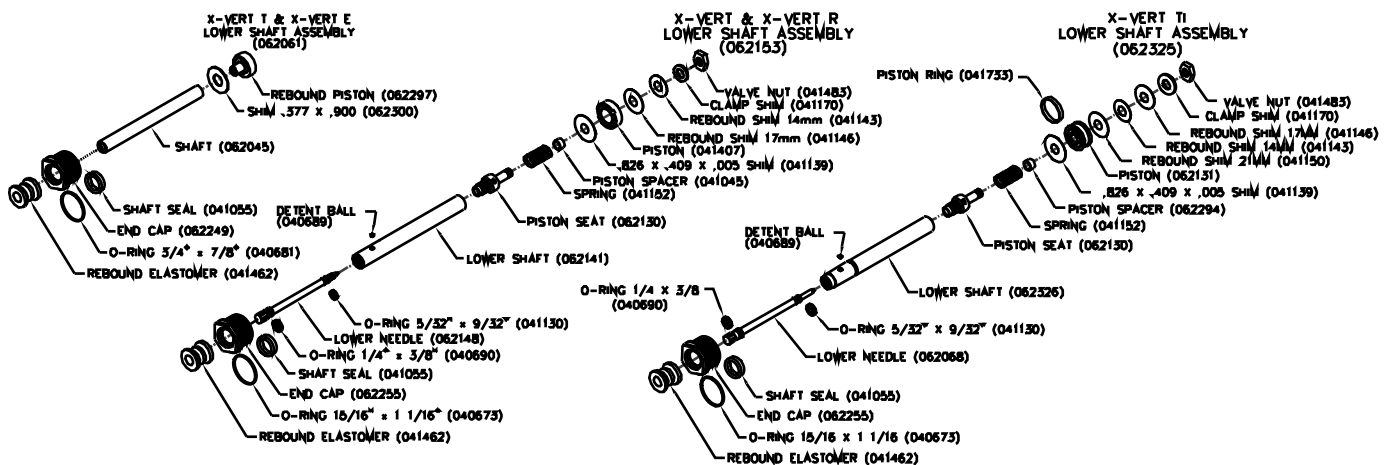 X-VERT T & X-VERT E
LOWER SHAFT ASSEMBLY
(062061)
REBOUND PISTON (062297)
SHIM .377 x .900 (062300)
SHAFT (062045)
SHAFT SEAL (041055)
END CAP (062249)
O-RING 3/4" x 7/8" (040681)
REBOUND ELASTOMER (041462)
X-VERT & X-VERT R
LOWER SHAFT ASSEMBLY
(062153)
VALVE NUT (041483)
CLAMP SHIM (041170)
REBOUND SHIM 14mm (041143)
REBOUND SHIM 17mm (041146)
PISTON (041407)
.826 x .409 x .005 SHIM (041139)
PISTON SPACER (041045)
SPRING (041152)
PISTON SEAT (062130)
DETENT BALL
(040689)
LOWER SHAFT (062141)
O-RING 5/32" x 9/32" (041130)
LOWER NEEDLE (062148)
O-RING 1/4" x 3/8" (040690)
SHAFT SEAL (041055)
END CAP (062255)
O-RING 15/16" x 1 1/16" (040673)
REBOUND ELASTOMER (041462)
X-VERT TI
LOWER SHAFT ASSEMBLY
(062325)
PISTON RING (041733)
VALVE NUT (041483)
CLAMP SHIM (041170)
REBOUND SHIM 17MM (041146)
REBOUND SHIM 14MM (041143)
REBOUND SHIM 21MM (041150)
PISTON (062131)
.826 x .409 x .005 SHIM (041139)
PISTON SPACER (062294)
SPRING (041152)
PISTON SEAT (062130)
DETENT BALL
(040689)
LOWER SHAFT (062326)
O-RING 1/4 X 3/8
(040690)
O-RING 5/32" x 9/32" (041130)
LOWER NEEDLE (062068)
SHAFT SEAL (041055)
END CAP (062255)
O-RING 15/16 x 1 1/16 (040673)
REBOUND ELASTOMER (041462)